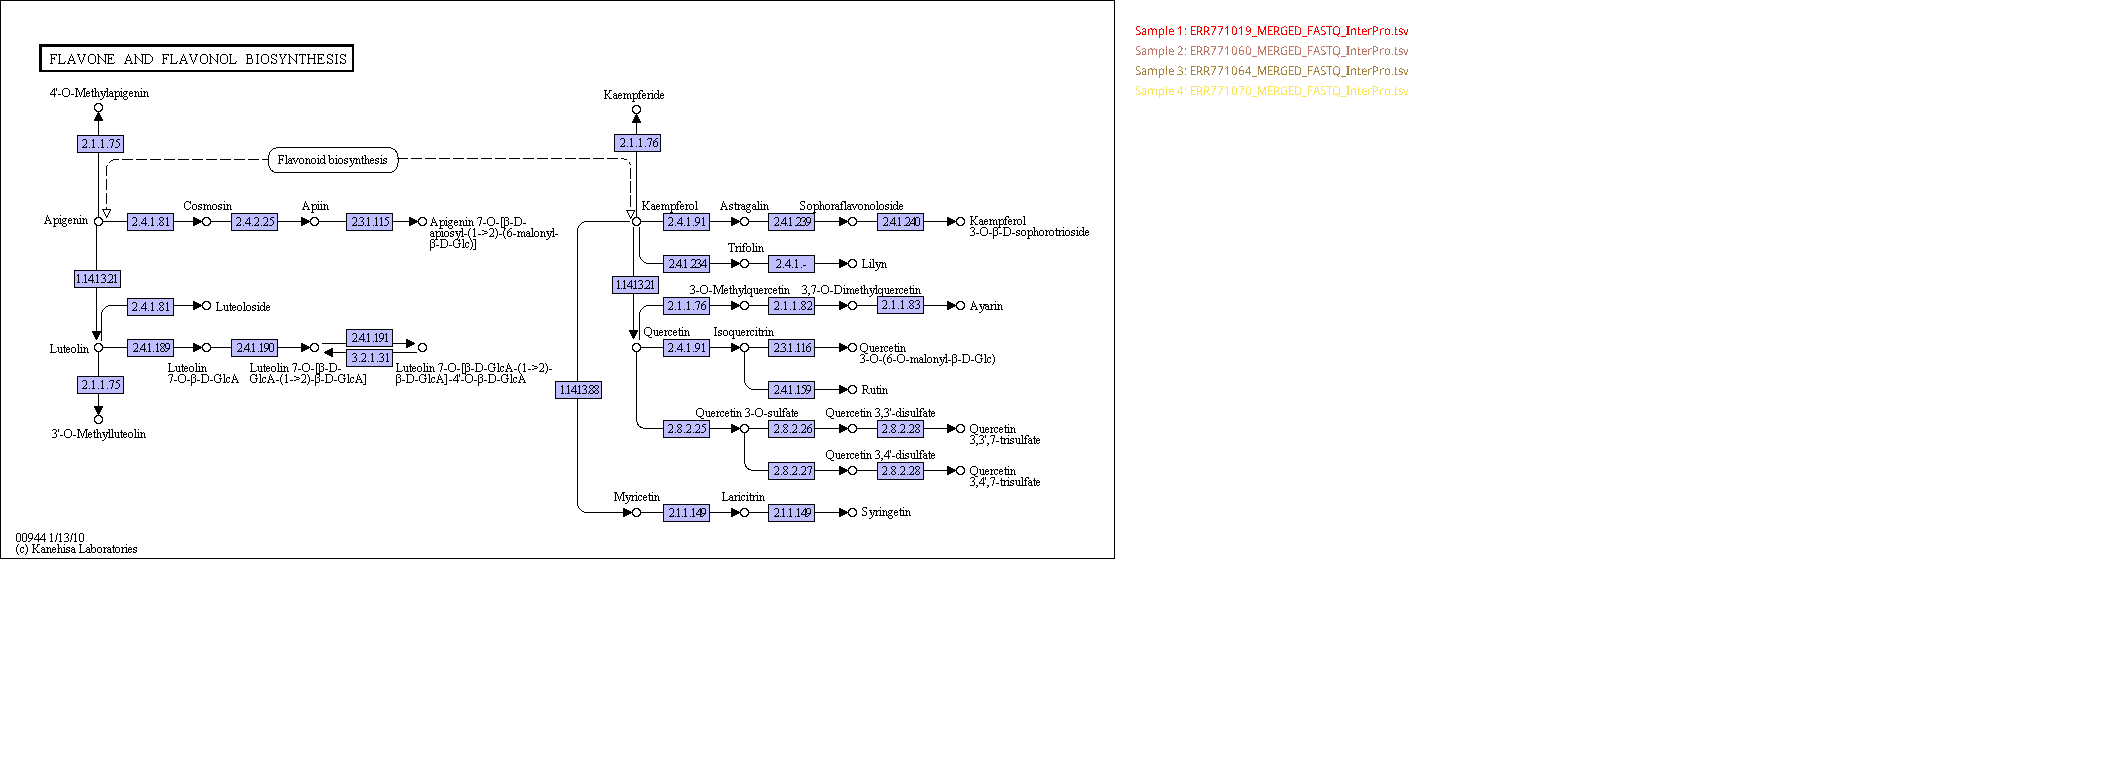 FLAVONE AND FLAVONOL BIOSYNTHESIS
Sample 1: ERR771019_MERGED_FASTQ_InterPro.tsv
Sample 2: ERR771060_MERGED_FASTQ_InterPro.tsv
Sample 3: ERR771064_MERGED_FASTQ_InterPro.tsv
Sample 4: ERR771070_MERGED_FASTQ_InterPro.tsv
4'-O-Methylapigenin
Kaempferide
2.1.1.75
2.1.1.76
Flavonoid biosynthesis
Cosmosin
Apiin
Kaempferol
Astragalin
Sophoraflavonoloside
Apigenin
2.4.1.81
2.4.2.25
2.3.1.115
Apigenin 7-O-[β-D-
apiosyl-(1->2)-(6-malonyl-
β-D-Glc)]
2.4.1.91
2.4.1.239
2.4.1.240
Kaempferol
3-O-β-D-sophorotrioside
Trifolin
2.4.1.234
2.4.1.-
Lilyn
1.14.13.21
1.14.13.21
3-O-Methylquercetin
3,7-O-Dimethylquercetin
2.4.1.81
Luteoloside
2.1.1.76
2.1.1.82
2.1.1.83
Ayarin
Quercetin
Isoquercitrin
Luteolin
2.4.1.189
2.4.1.190
2.4.1.191
3.2.1.31
2.4.1.91
2.3.1.116
Quercetin
3-O-(6-O-malonyl-β-D-Glc)
Luteolin
7-O-β-D-GlcA
Luteolin 7-O-[β-D-
GlcA-(1->2)-β-D-GlcA]
Luteolin 7-O-[β-D-GlcA-(1->2)-
β-D-GlcA]-4'-O-β-D-GlcA
2.1.1.75
1.14.13.88
2.4.1.159
Rutin
Quercetin 3-O-sulfate
Quercetin 3,3'-disulfate
3'-O-Methylluteolin
2.8.2.25
2.8.2.26
2.8.2.28
Quercetin
3,3',7-trisulfate
Quercetin 3,4'-disulfate
2.8.2.27
2.8.2.28
Quercetin
3,4',7-trisulfate
Myricetin
Laricitrin
2.1.1.149
2.1.1.149
Syringetin
00944 1/13/10
(c) Kanehisa Laboratories